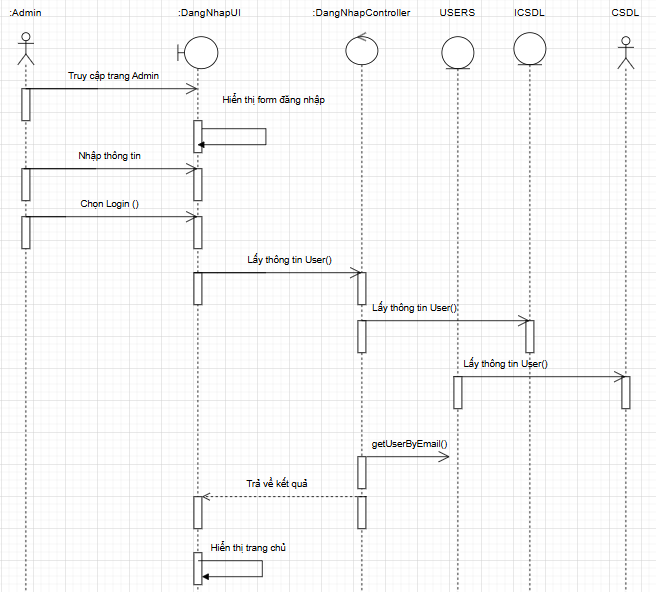 :Admin
:DangNhapUI
:DangNhapController
USERS
ICSDL
CSDL
Truy cập trang Admin
Hiển thị form đăng nhập
Nhập thông tin
Chọn Login ()
Lấy thông tin User()
Lấy thông tin User()
Lấy thông tin User()
getUserByEmail()
Trả về kết quả
Hiển thị trang chủ